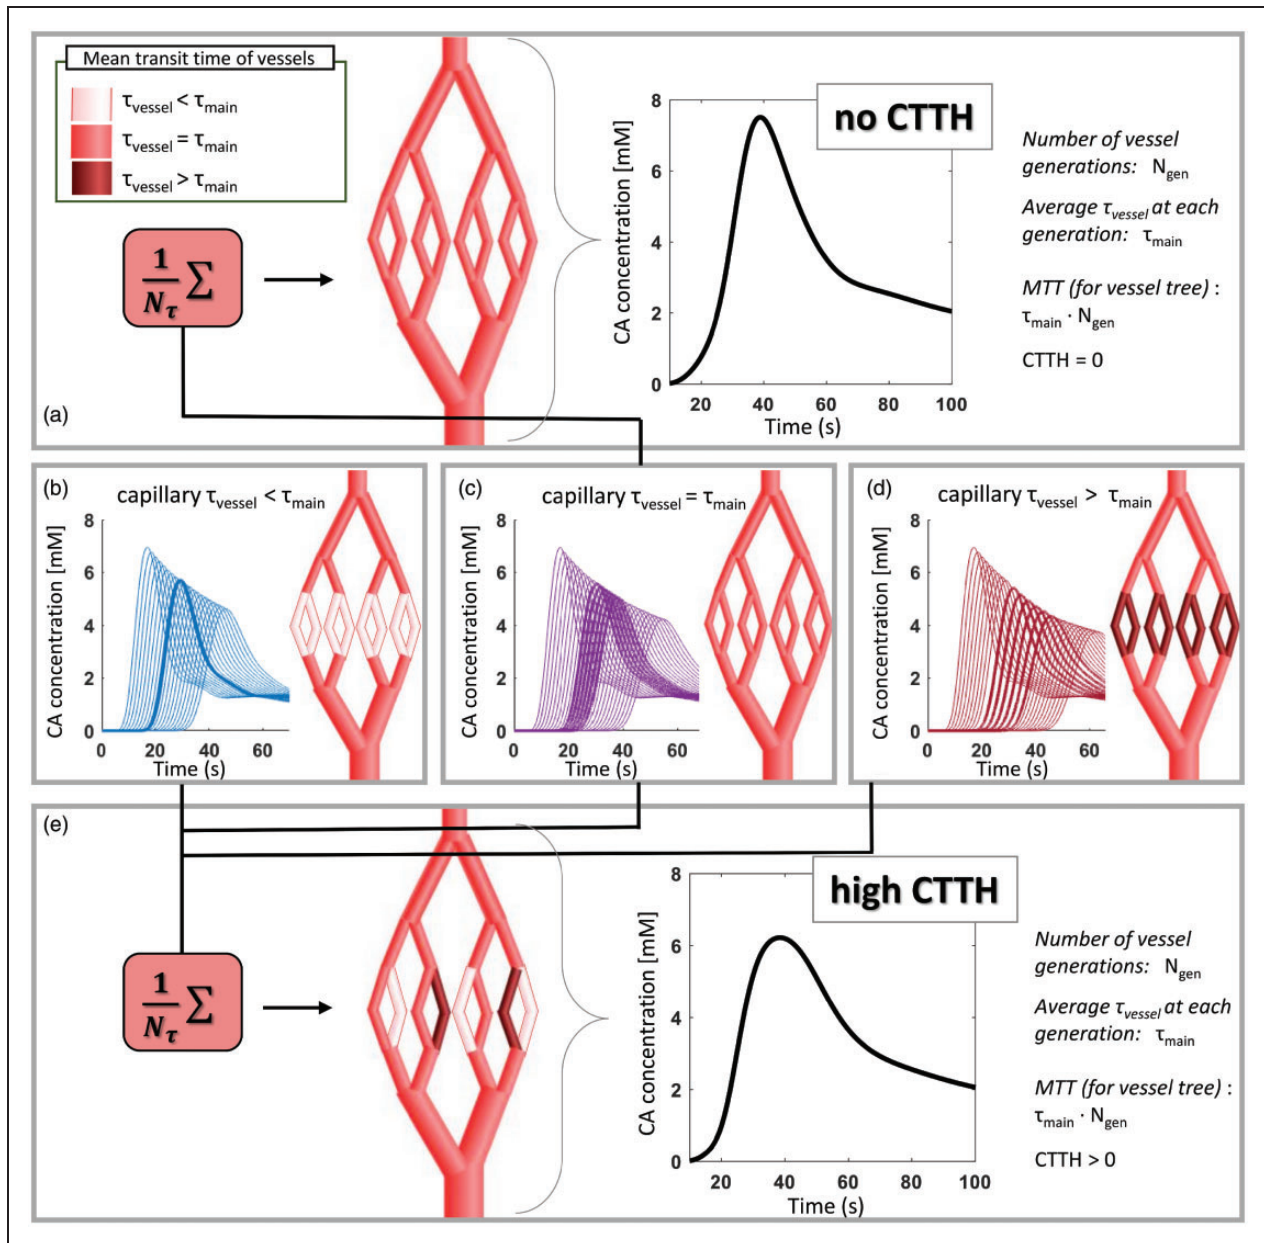 Mean transit time of vessels
τvessel < τmain
τvessel = τmain
τvessel > τmain
1
Nτ
∑
(a)
no CTTH
8
6
4
2
0
CA concentration [mM]
20 40 60 80 100
Time (s)
Number of vessel
generations: Ngen
Average τvessel at each
generation: τmain
MTT (for vessel tree) :
τmain · Ngen
CTTH = 0
(b)
capillary τvessel < τmain
8
6
4
2
0
CA concentration [mM]
0 20 40 60
Time (s)
(c)
capillary τvessel = τmain
8
6
4
2
0
CA concentration [mM]
0 20 40 60
Time (s)
(d)
capillary τvessel > τmain
8
6
4
2
0
CA concentration [mM]
0 20 40 60
Time (s)
(e)
1
Nτ
∑
high CTTH
8
6
4
2
0
CA concentration [mM]
20 40 60 80 100
Time (s)
Number of vessel
generations: Ngen
Average τvessel at each
generation: τmain
MTT (for vessel tree) :
τmain · Ngen
CTTH > 0